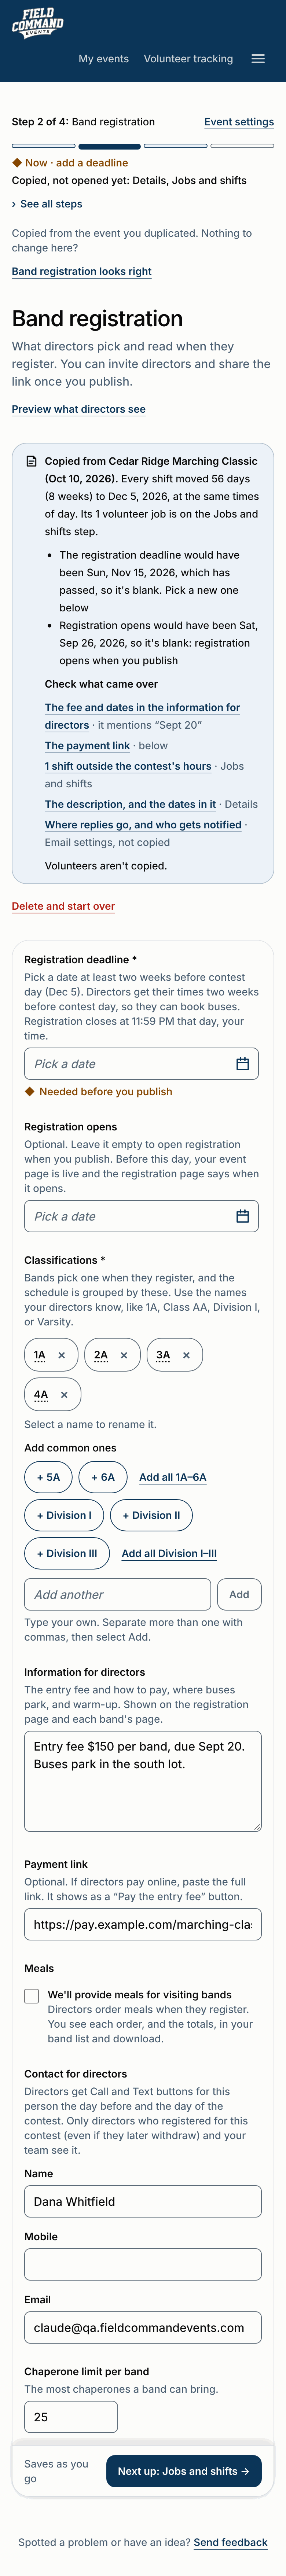 FIELD
COMMAND
EVENTS
My events Volunteer tracking
Step 2 of 4: Band registration Event settings
Now · add a deadline
Copied, not opened yet: Details, Jobs and shifts
› See all steps
Copied from the event you duplicated. Nothing to
change here?
Band registration looks right
Band registration
What directors pick and read when they
register. You can invite directors and share the
link once you publish.
Preview what directors see
Copied from Cedar Ridge Marching Classic
(Oct 10, 2026). Every shift moved 56 days
(8 weeks) to Dec 5, 2026, at the same times
of day. Its 1 volunteer job is on the Jobs and
shifts step.
• The registration deadline would have
been Sun, Nov 15, 2026, which has
passed, so it's blank. Pick a new one
below
• Registration opens would have been Sat,
Sep 26, 2026, so it's blank: registration
opens when you publish
Check what came over
The fee and dates in the information for
directors · it mentions “Sept 20”
The payment link · below
1 shift outside the contest's hours · Jobs
and shifts
The description, and the dates in it · Details
Where replies go, and who gets notified ·
Email settings, not copied
Volunteers aren't copied.
Delete and start over
Registration deadline *
Pick a date at least two weeks before contest
day (Dec 5). Directors get their times two weeks
before contest day, so they can book buses.
Registration closes at 11:59 PM that day, your
time.
Pick a date
Needed before you publish
Registration opens
Optional. Leave it empty to open registration
when you publish. Before this day, your event
page is live and the registration page says when
it opens.
Pick a date
Classifications *
Bands pick one when they register, and the
schedule is grouped by these. Use the names
your directors know, like 1A, Class AA, Division I,
or Varsity.
1A × 2A × 3A ×
4A ×
Select a name to rename it.
Add common ones
+ 5A + 6A Add all 1A–6A
+ Division I + Division II
+ Division III Add all Division I–III
Add another Add
Type your own. Separate more than one with
commas, then select Add.
Information for directors
The entry fee and how to pay, where buses
park, and warm-up. Shown on the registration
page and each band's page.
Entry fee $150 per band, due Sept 20.
Buses park in the south lot.
Payment link
Optional. If directors pay online, paste the full
link. It shows as a “Pay the entry fee” button.
https://pay.example.com/marching-clas
Meals
We'll provide meals for visiting bands
Directors order meals when they register.
You see each order, and the totals, in your
band list and download.
Contact for directors
Directors get Call and Text buttons for this
person the day before and the day of the
contest. Only directors who registered for this
contest (even if they later withdraw) and your
team see it.
Name
Dana Whitfield
Mobile
Email
claude@qa.fieldcommandevents.com
Chaperone limit per band
The most chaperones a band can bring.
25
Saves as you
go
Next up: Jobs and shifts →
Spotted a problem or have an idea? Send feedback